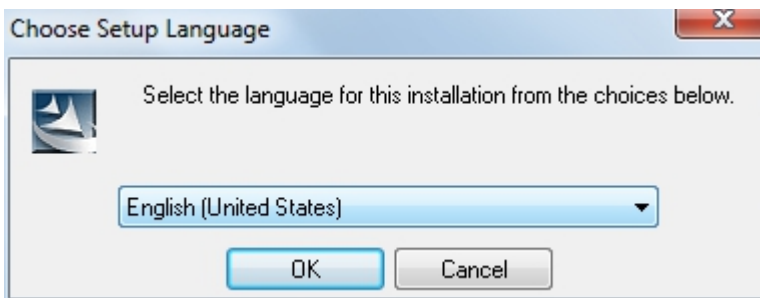 Choose Setup Language
Select the language for this installation from the choices below.
English (United States)
OK
Cancel